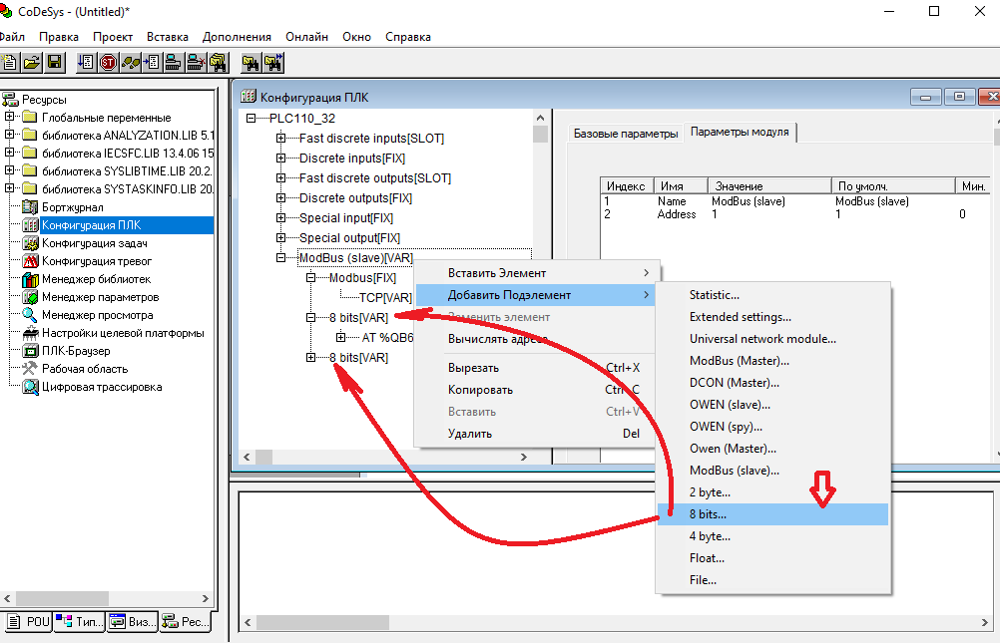 CoDeSys - (Untitled)*
Файл Правка Проект Вставка Дополнения Онлайн Окно Справка
Ресурсы
Глобальные переменные
библиотека ANALYZATION.LIB 5.1
библиотека IECSFC.LIB 13.4.06 15
библиотека SYSLIBTIME.LIB 20.2.
библиотека SYSTASKINFO.LIB 20.
Бортжурнал
Конфигурация ПЛК
Конфигурация задач
Конфигурация тревог
Менеджер библиотек
Менеджер параметров
Менеджер просмотра
Настройки целевой платформы
ПЛК-Браузер
Рабочая область
Цифровая трассировка
POU Тип... Виз... Рес...
Конфигурация ПЛК
PLC110_32
Fast discrete inputs[SLOT]
Discrete inputs[FIX]
Fast discrete outputs[SLOT]
Discrete outputs[FIX]
Special input[FIX]
Special output[FIX]
ModBus (slave)[VAR]
Modbus[FIX]
TCP[VAR]
8 bits[VAR]
AT %QB6
8 bits[VAR]
Базовые параметры Параметры модуля
Индекс Имя Значение По умолч. Мин.
1 Name ModBus (slave) ModBus (slave)
2 Address 1 1 0
Вставить Элемент
Добавить Подэлемент
Заменить элемент
Вычислять адреса
Вырезать Ctrl+X
Копировать Ctrl+C
Вставить Ctrl+V
Удалить Del
Statistic...
Extended settings...
Universal network module...
ModBus (Master)...
DCON (Master)...
OWEN (slave)...
OWEN (spy)...
Owen (Master)...
ModBus (slave)...
2 byte...
8 bits...
4 byte...
Float...
File...